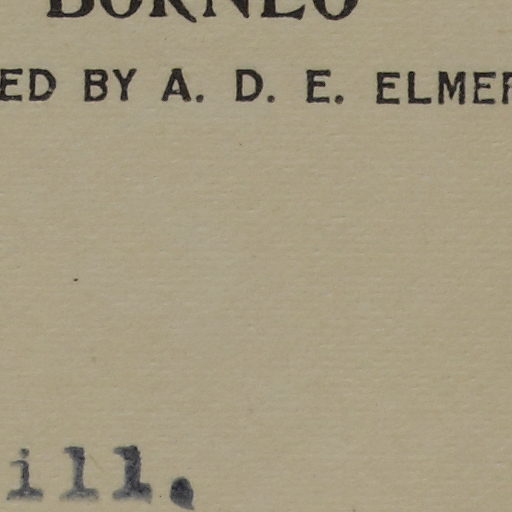 BORNEO
ED BY A. D. E. ELMER
ill.